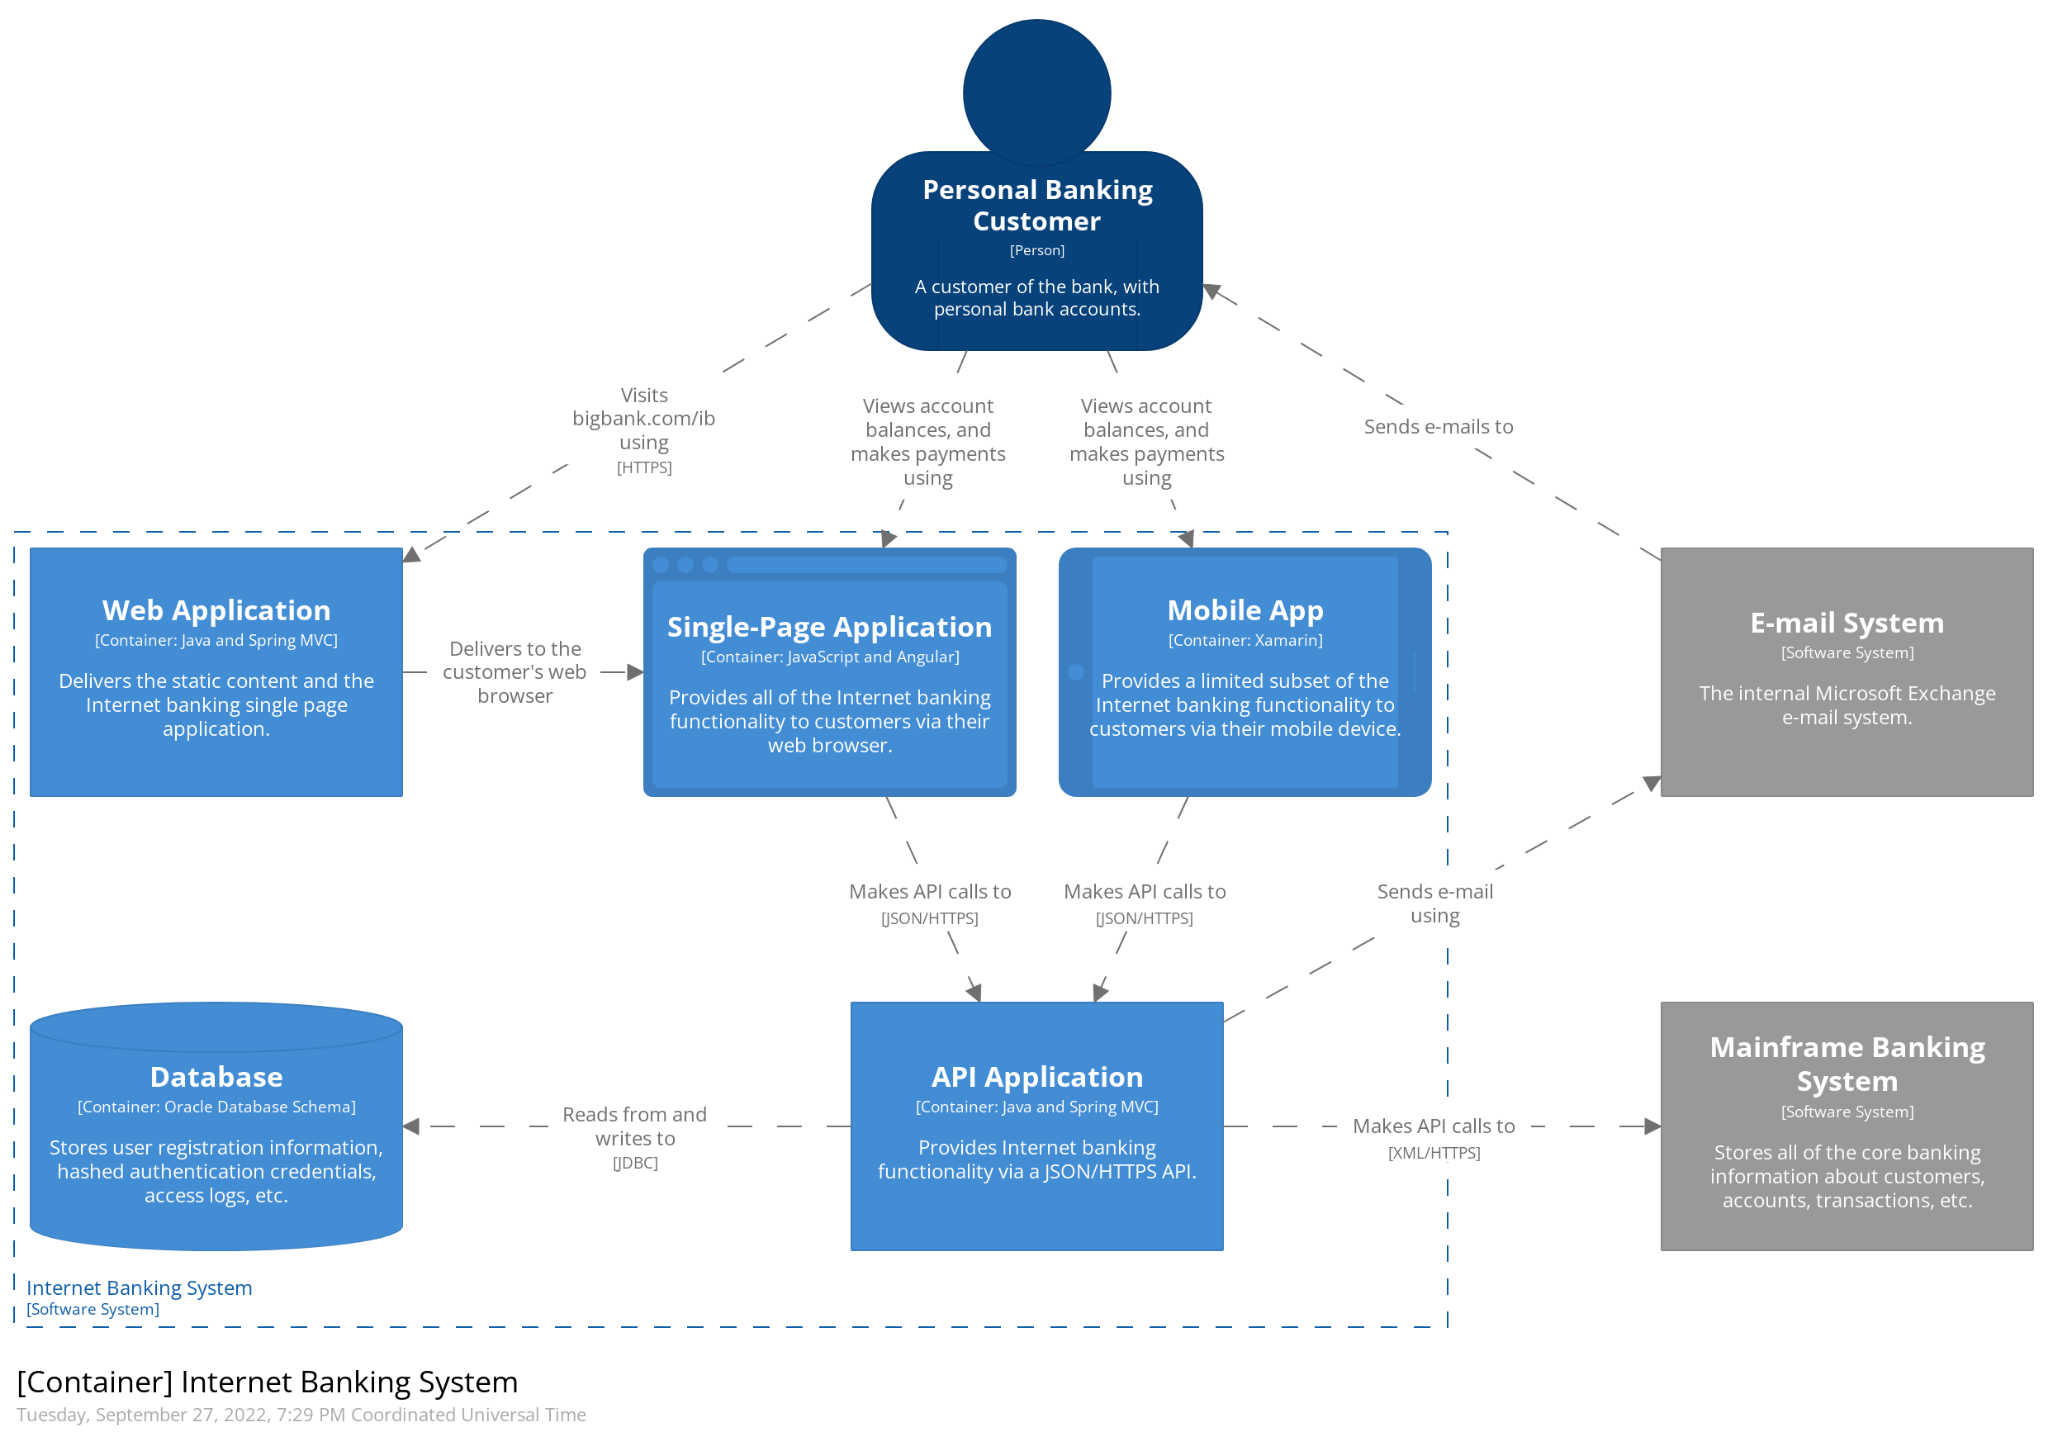 Personal Banking
Customer
[Person]
A customer of the bank, with
personal bank accounts.
Visits
bigbank.com/ib
using
[HTTPS]
Views account
balances, and
makes payments
using
Views account
balances, and
makes payments
using
Sends e-mails to
Web Application
[Container: Java and Spring MVC]
Delivers the static content and the
Internet banking single page
application.
Delivers to the
customer's web
browser
Single-Page Application
[Container: JavaScript and Angular]
Provides all of the Internet banking
functionality to customers via their
web browser.
Mobile App
[Container: Xamarin]
Provides a limited subset of the
Internet banking functionality to
customers via their mobile device.
E-mail System
[Software System]
The internal Microsoft Exchange
e-mail system.
Makes API calls to
[JSON/HTTPS]
Makes API calls to
[JSON/HTTPS]
Sends e-mail
using
Database
[Container: Oracle Database Schema]
Stores user registration information,
hashed authentication credentials,
access logs, etc.
Reads from and
writes to
[JDBC]
API Application
[Container: Java and Spring MVC]
Provides Internet banking
functionality via a JSON/HTTPS API.
Makes API calls to
[XML/HTTPS]
Mainframe Banking
System
[Software System]
Stores all of the core banking
information about customers,
accounts, transactions, etc.
Internet Banking System
[Software System]
[Container] Internet Banking System
Tuesday, September 27, 2022, 7:29 PM Coordinated Universal Time